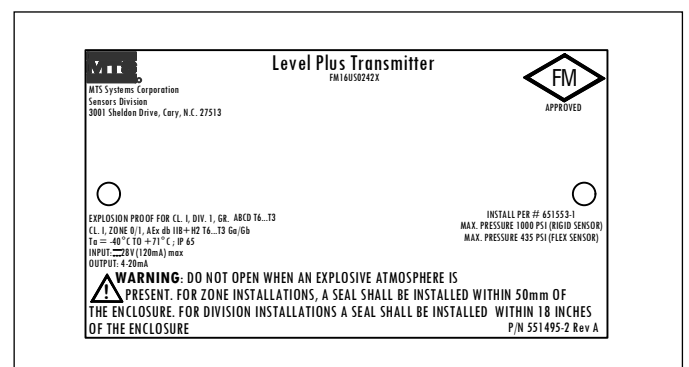 MTS
Level Plus Transmitter
FM16US0242X
MTS Systems Corporation
Sensors Division
3001 Sheldon Drive, Cary, N.C. 27513
FM
APPROVED
EXPLOSION PROOF FOR CL. I, DIV. 1, GR. ABCD T6...T3
CL. I, ZONE 0/1, AEx db IIB+H2 T6...T3 Ga/Gb
Ta = -40°C TO +71°C ; IP 65
INPUT: ⎓28V (120mA) max
OUTPUT: 4-20mA
INSTALL PER # 651553-1
MAX. PRESSURE 1000 PSI (RIGID SENSOR)
MAX. PRESSURE 435 PSI (FLEX SENSOR)
WARNING: DO NOT OPEN WHEN AN EXPLOSIVE ATMOSPHERE IS
PRESENT. FOR ZONE INSTALLATIONS, A SEAL SHALL BE INSTALLED WITHIN 50mm OF
THE ENCLOSURE. FOR DIVISION INSTALLATIONS A SEAL SHALL BE INSTALLED WITHIN 18 INCHES
OF THE ENCLOSURE
P/N 551495-2 Rev A